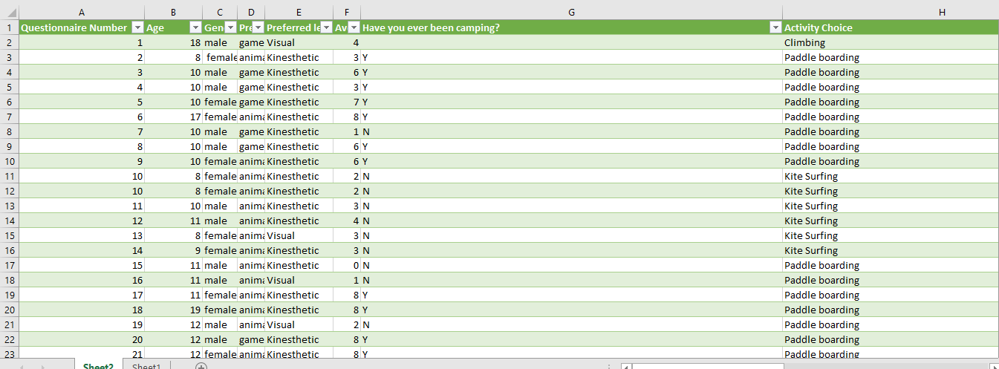 A B C D E F G H
1 Questionnaire Number Age Gen Pre Preferred le Av Have you ever been camping? Activity Choice
2 1 18 male game Visual 4 Climbing
3 2 8 female anima Kinesthetic 3 Y Paddle boarding
4 3 10 male game Kinesthetic 6 Y Paddle boarding
5 4 10 male game Kinesthetic 3 Y Paddle boarding
6 5 10 female game Kinesthetic 7 Y Paddle boarding
7 6 17 female anima Kinesthetic 8 Y Paddle boarding
8 7 10 male game Kinesthetic 1 N Paddle boarding
9 8 10 male game Kinesthetic 6 Y Paddle boarding
10 9 10 female anima Kinesthetic 6 Y Paddle boarding
11 10 8 female anima Kinesthetic 2 N Kite Surfing
12 10 8 female anima Kinesthetic 2 N Kite Surfing
13 11 10 male anima Kinesthetic 3 N Kite Surfing
14 12 11 male anima Kinesthetic 4 N Kite Surfing
15 13 8 female anima Visual 3 N Kite Surfing
16 14 9 female anima Kinesthetic 3 N Kite Surfing
17 15 11 male anima Kinesthetic 0 N Paddle boarding
18 16 11 male anima Visual 1 N Paddle boarding
19 17 11 female anima Kinesthetic 8 Y Paddle boarding
20 18 19 female anima Kinesthetic 8 Y Paddle boarding
21 19 12 male anima Visual 2 N Paddle boarding
22 20 12 male game Kinesthetic 8 Y Paddle boarding
23 21 12 female anima Kinesthetic 8 Y Paddle boarding
Sheet2 Sheet1